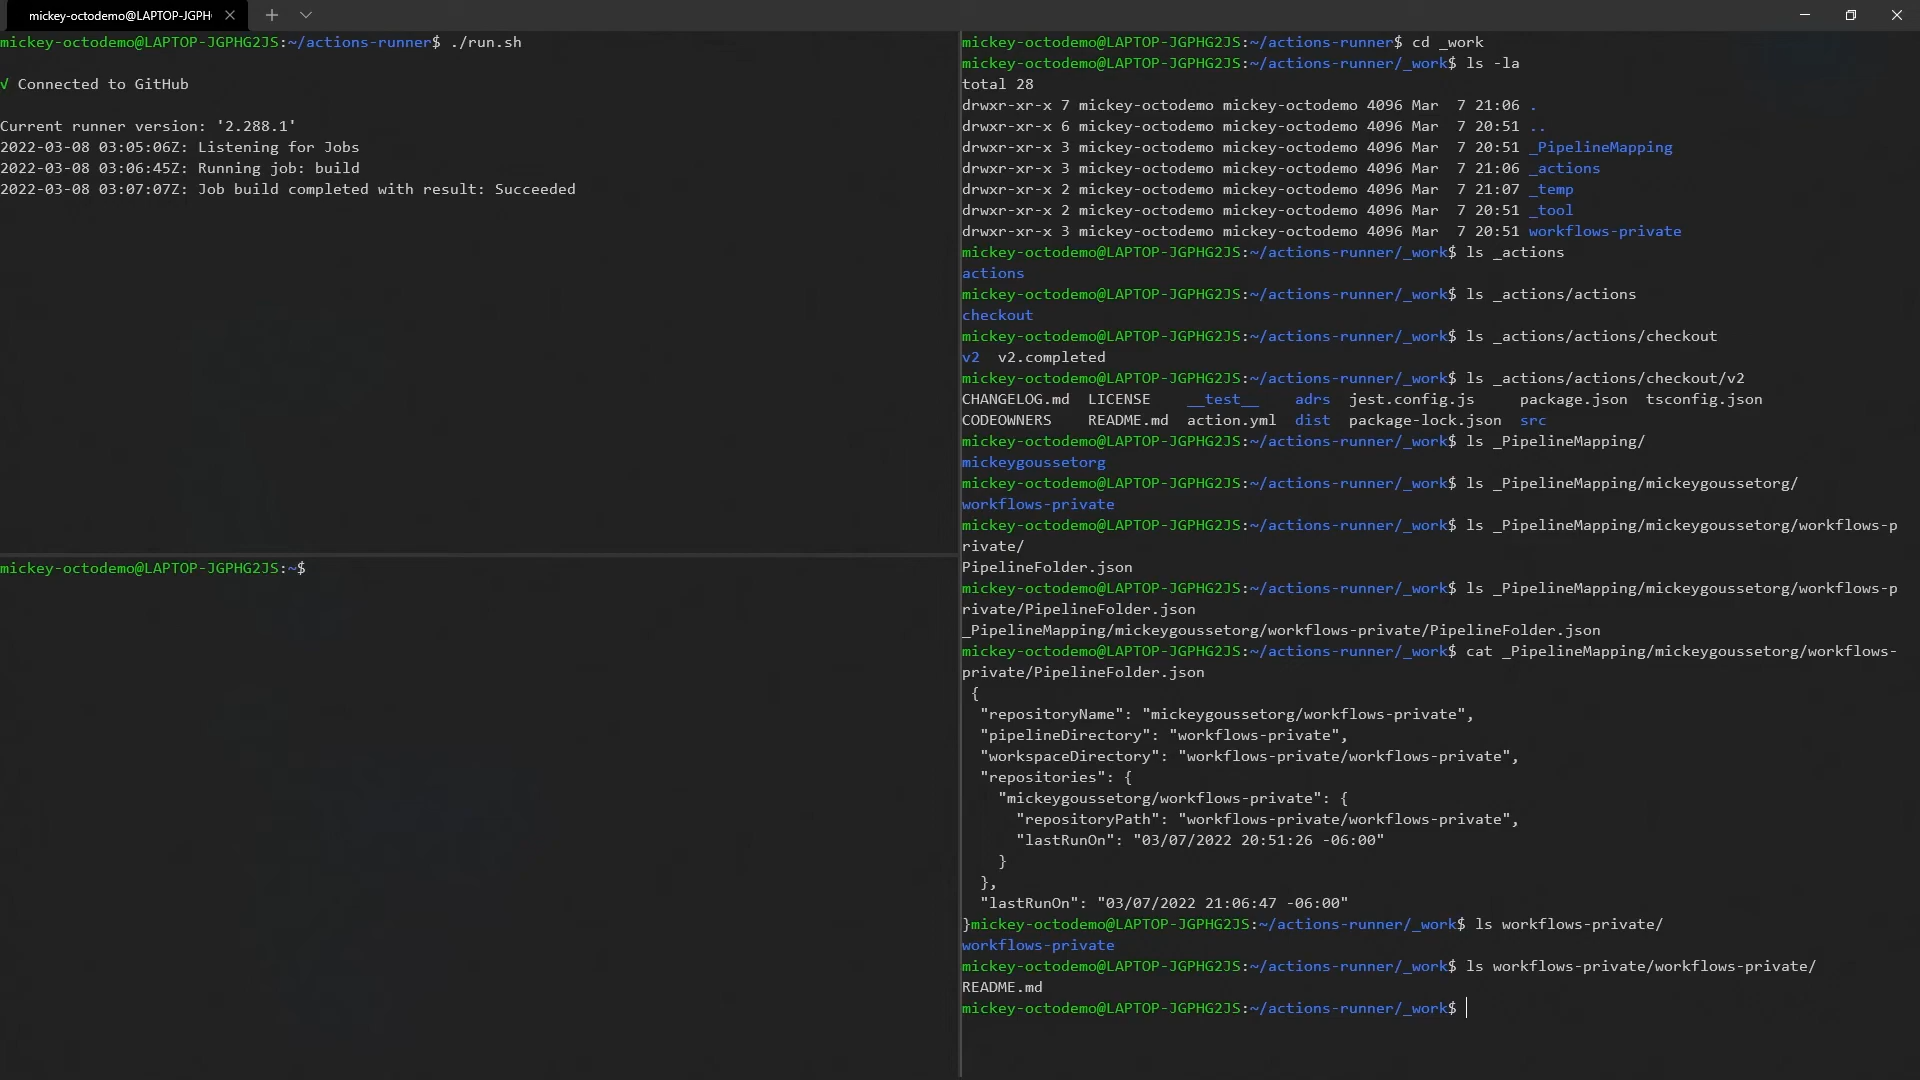 mickey-octodemo@LAPTOP-JGPH
mickey-octodemo@LAPTOP-JGPHG2JS:~/actions-runner$ ./run.sh
√ Connected to GitHub
Current runner version: '2.288.1'
2022-03-08 03:05:06Z: Listening for Jobs
2022-03-08 03:06:45Z: Running job: build
2022-03-08 03:07:07Z: Job build completed with result: Succeeded
mickey-octodemo@LAPTOP-JGPHG2JS:~$
mickey-octodemo@LAPTOP-JGPHG2JS:~/actions-runner$ cd _work
mickey-octodemo@LAPTOP-JGPHG2JS:~/actions-runner/_work$ ls -la
total 28
drwxr-xr-x 7 mickey-octodemo mickey-octodemo 4096 Mar  7 21:06 .
drwxr-xr-x 6 mickey-octodemo mickey-octodemo 4096 Mar  7 20:51 ..
drwxr-xr-x 3 mickey-octodemo mickey-octodemo 4096 Mar  7 20:51 _PipelineMapping
drwxr-xr-x 3 mickey-octodemo mickey-octodemo 4096 Mar  7 21:06 _actions
drwxr-xr-x 2 mickey-octodemo mickey-octodemo 4096 Mar  7 21:07 _temp
drwxr-xr-x 2 mickey-octodemo mickey-octodemo 4096 Mar  7 20:51 _tool
drwxr-xr-x 3 mickey-octodemo mickey-octodemo 4096 Mar  7 20:51 workflows-private
mickey-octodemo@LAPTOP-JGPHG2JS:~/actions-runner/_work$ ls _actions
actions
mickey-octodemo@LAPTOP-JGPHG2JS:~/actions-runner/_work$ ls _actions/actions
checkout
mickey-octodemo@LAPTOP-JGPHG2JS:~/actions-runner/_work$ ls _actions/actions/checkout
v2  v2.completed
mickey-octodemo@LAPTOP-JGPHG2JS:~/actions-runner/_work$ ls _actions/actions/checkout/v2
CHANGELOG.md  LICENSE    __test__    adrs  jest.config.js     package.json  tsconfig.json
CODEOWNERS    README.md  action.yml  dist  package-lock.json  src
mickey-octodemo@LAPTOP-JGPHG2JS:~/actions-runner/_work$ ls _PipelineMapping/
mickeygoussetorg
mickey-octodemo@LAPTOP-JGPHG2JS:~/actions-runner/_work$ ls _PipelineMapping/mickeygoussetorg/
workflows-private
mickey-octodemo@LAPTOP-JGPHG2JS:~/actions-runner/_work$ ls _PipelineMapping/mickeygoussetorg/workflows-p
rivate/
PipelineFolder.json
mickey-octodemo@LAPTOP-JGPHG2JS:~/actions-runner/_work$ ls _PipelineMapping/mickeygoussetorg/workflows-p
rivate/PipelineFolder.json
_PipelineMapping/mickeygoussetorg/workflows-private/PipelineFolder.json
mickey-octodemo@LAPTOP-JGPHG2JS:~/actions-runner/_work$ cat _PipelineMapping/mickeygoussetorg/workflows-
private/PipelineFolder.json
{
"repositoryName": "mickeygoussetorg/workflows-private",
"pipelineDirectory": "workflows-private",
"workspaceDirectory": "workflows-private/workflows-private",
"repositories": {
"mickeygoussetorg/workflows-private": {
"repositoryPath": "workflows-private/workflows-private",
"lastRunOn": "03/07/2022 20:51:26 -06:00"
}
},
"lastRunOn": "03/07/2022 21:06:47 -06:00"
}mickey-octodemo@LAPTOP-JGPHG2JS:~/actions-runner/_work$ ls workflows-private/
workflows-private
mickey-octodemo@LAPTOP-JGPHG2JS:~/actions-runner/_work$ ls workflows-private/workflows-private/
README.md
mickey-octodemo@LAPTOP-JGPHG2JS:~/actions-runner/_work$